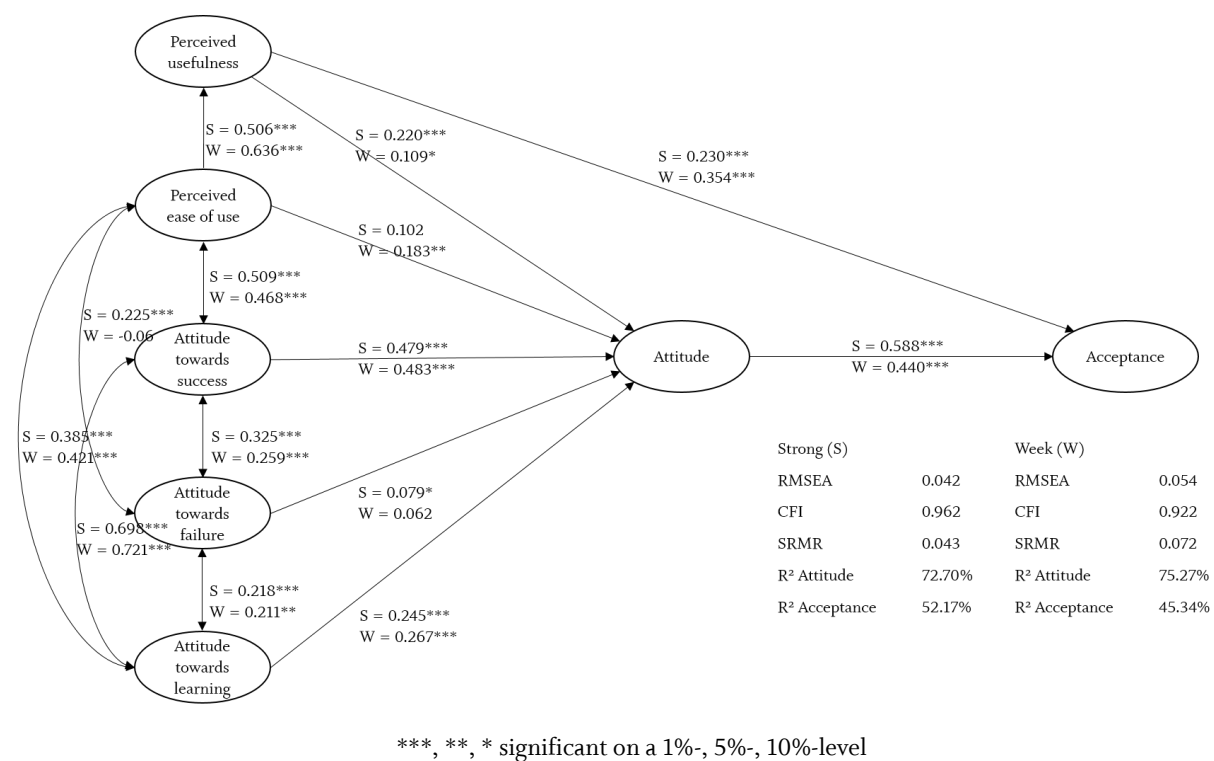 Perceived
usefulness
S = 0.506***
W = 0.636***
S = 0.220***
W = 0.109*
S = 0.230***
W = 0.354***
Perceived
ease of use
S = 0.102
W = 0.183**
S = 0.509***
W = 0.468***
S = 0.225***
W = -0.06
Attitude
towards
success
S = 0.479***
W = 0.483***
Attitude
S = 0.588***
W = 0.440***
Acceptance
S = 0.385***
W = 0.421***
S = 0.325***
W = 0.259***
Attitude
towards
failure
S = 0.079*
W = 0.062
S = 0.698***
W = 0.721***
S = 0.218***
W = 0.211**
S = 0.245***
W = 0.267***
Attitude
towards
learning
Strong (S) Week (W)
RMSEA 0.042 RMSEA 0.054
CFI 0.962 CFI 0.922
SRMR 0.043 SRMR 0.072
R² Attitude 72.70% R² Attitude 75.27%
R² Acceptance 52.17% R² Acceptance 45.34%
***, **, * significant on a 1%-, 5%-, 10%-level